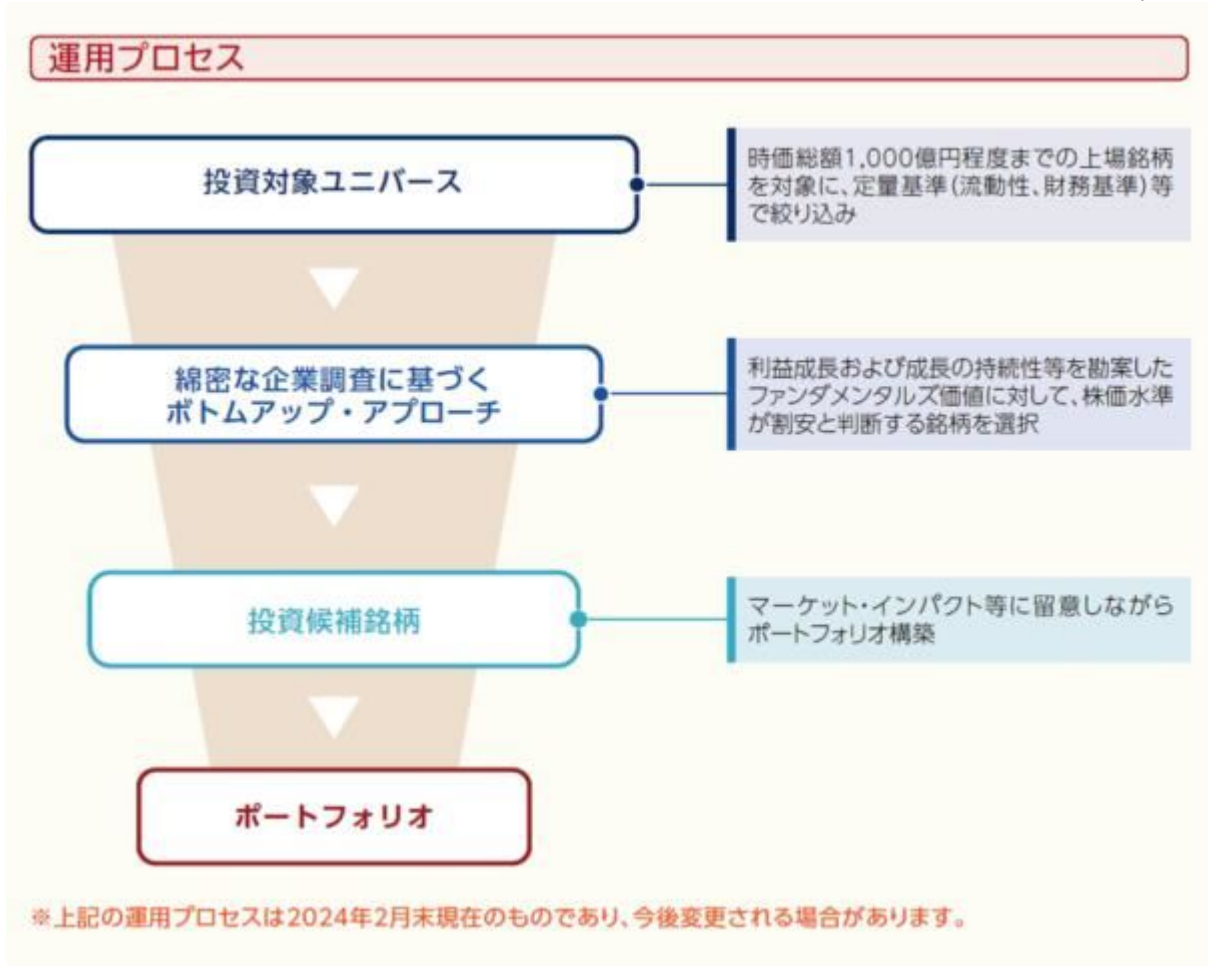 運用プロセス
投資対象ユニバース
時価総額1,000億円程度までの上場銘柄
を対象に、定量基準(流動性、財務基準)等
で絞り込み
綿密な企業調査に基づく
ボトムアップ・アプローチ
利益成長および成長の持続性等を勘案した
ファンダメンタルズ価値に対して、株価水準
が割安と判断する銘柄を選択
投資候補銘柄
マーケット・インパクト等に留意しながら
ポートフォリオ構築
ポートフォリオ
※上記の運用プロセスは2024年2月末現在のものであり、今後変更される場合があります。